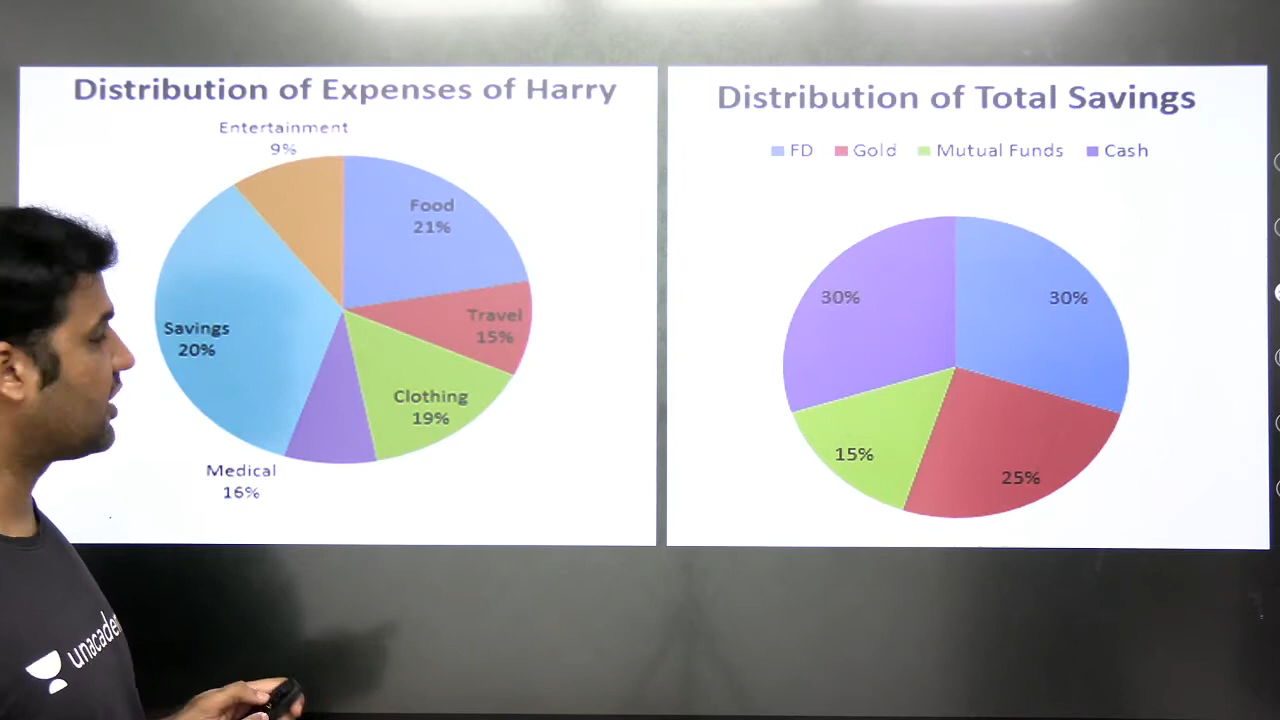 Distribution of Expenses of Harry
Entertainment
9%
Food
21%
Travel
15%
Clothing
19%
Medical
16%
Savings
20%
Distribution of Total Savings
FD Gold Mutual Funds Cash
30%
30%
15%
25%